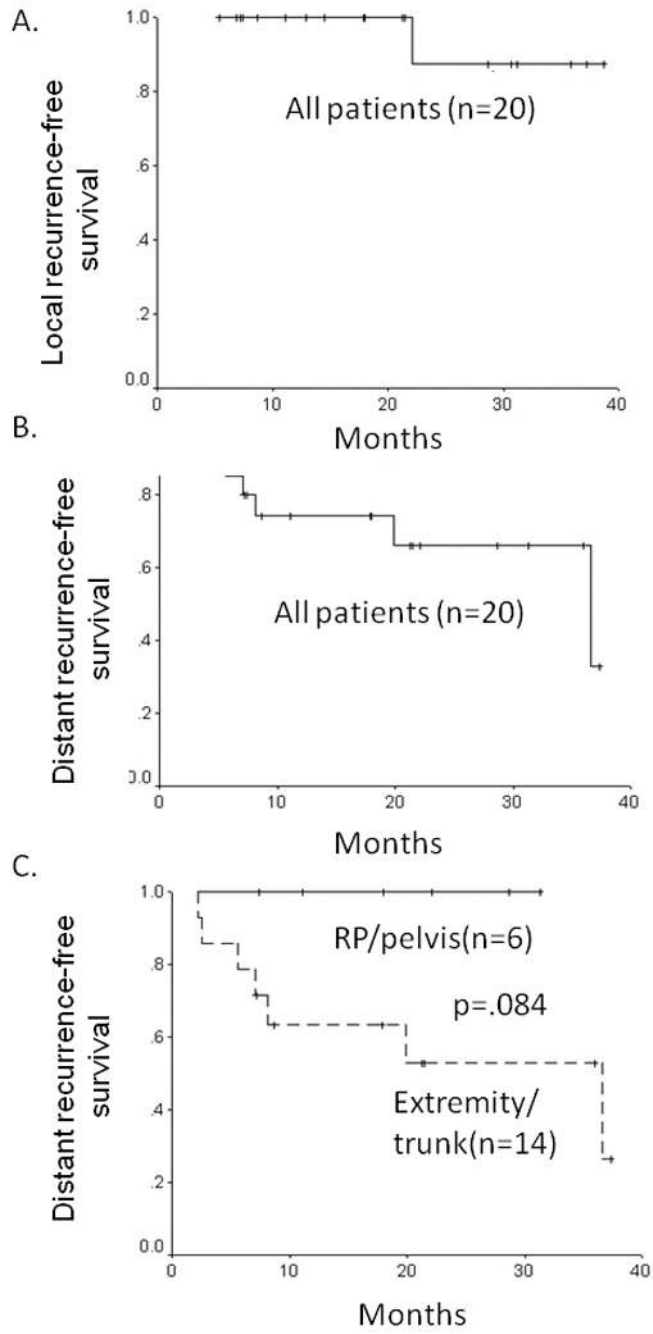 A.
Local recurrence-free
survival
1.0
.8
.6
.4
.2
0.0
0
10
20
30
40
All patients (n=20)
Months
B.
Distant recurrence-free
survival
.8
.6
.4
.2
0.0
0
10
20
30
40
All patients (n=20)
Months
C.
Distant recurrence-free
survival
1.0
.8
.6
.4
.2
0.0
0
10
20
30
40
RP/pelvis(n=6)
p=.084
Extremity/
trunk(n=14)
Months